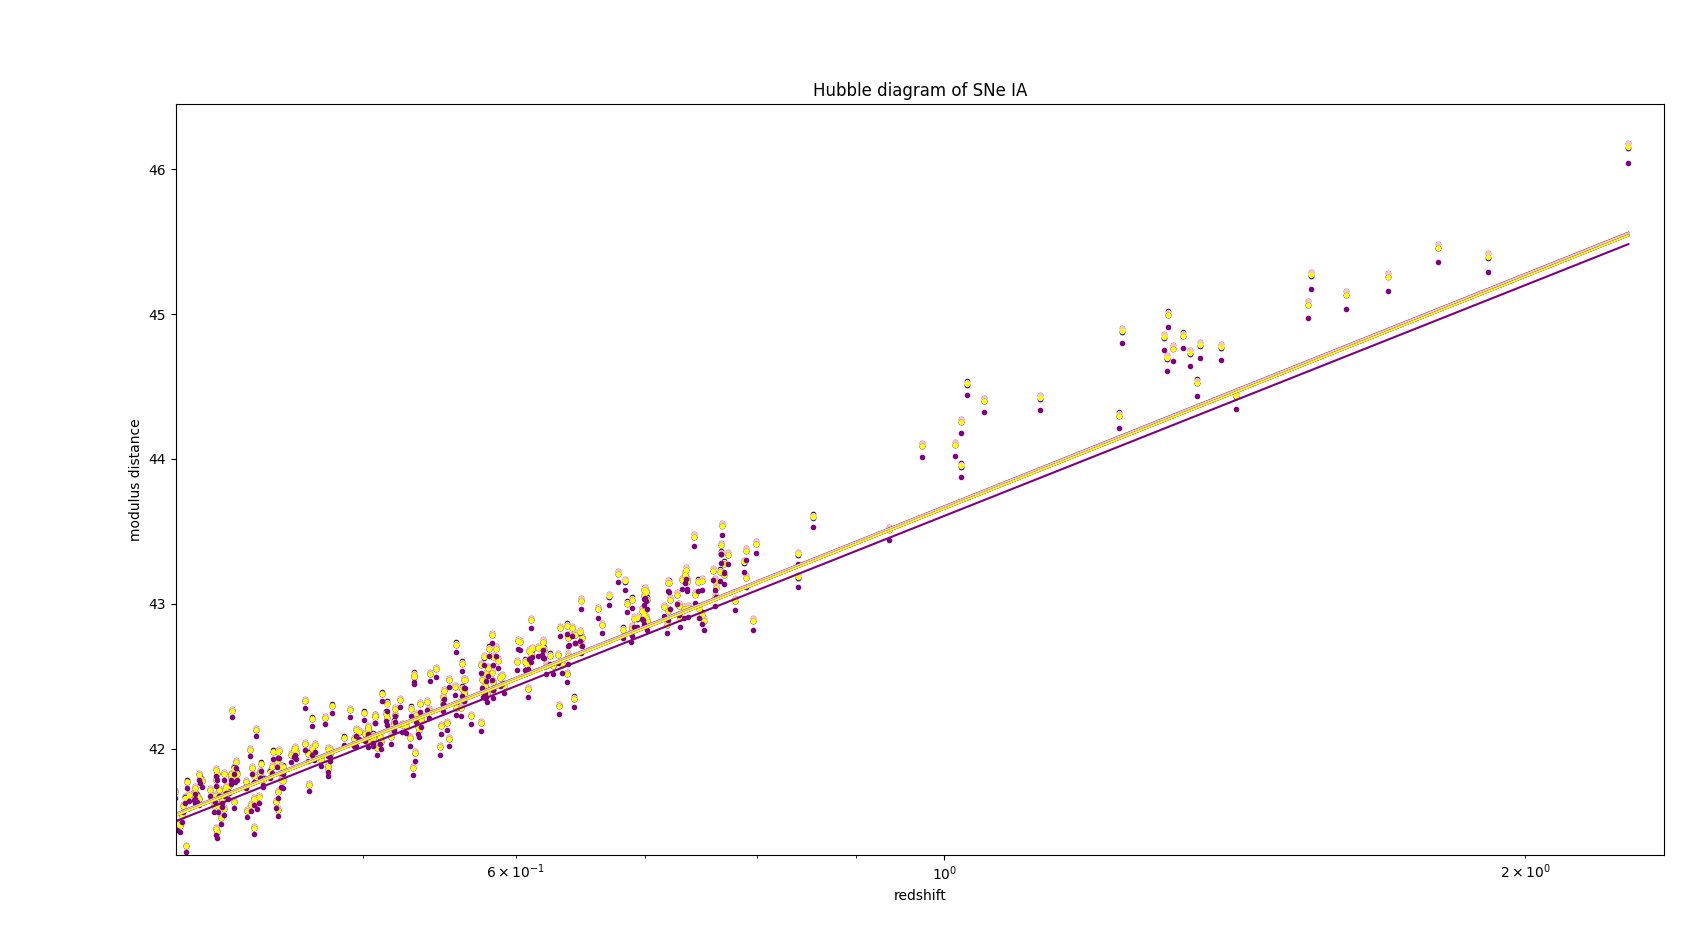 Hubble diagram of SNe IA
46
45
44
43
42
modulus distance
6 × 10⁻¹
10⁰
2 × 10⁰
redshift